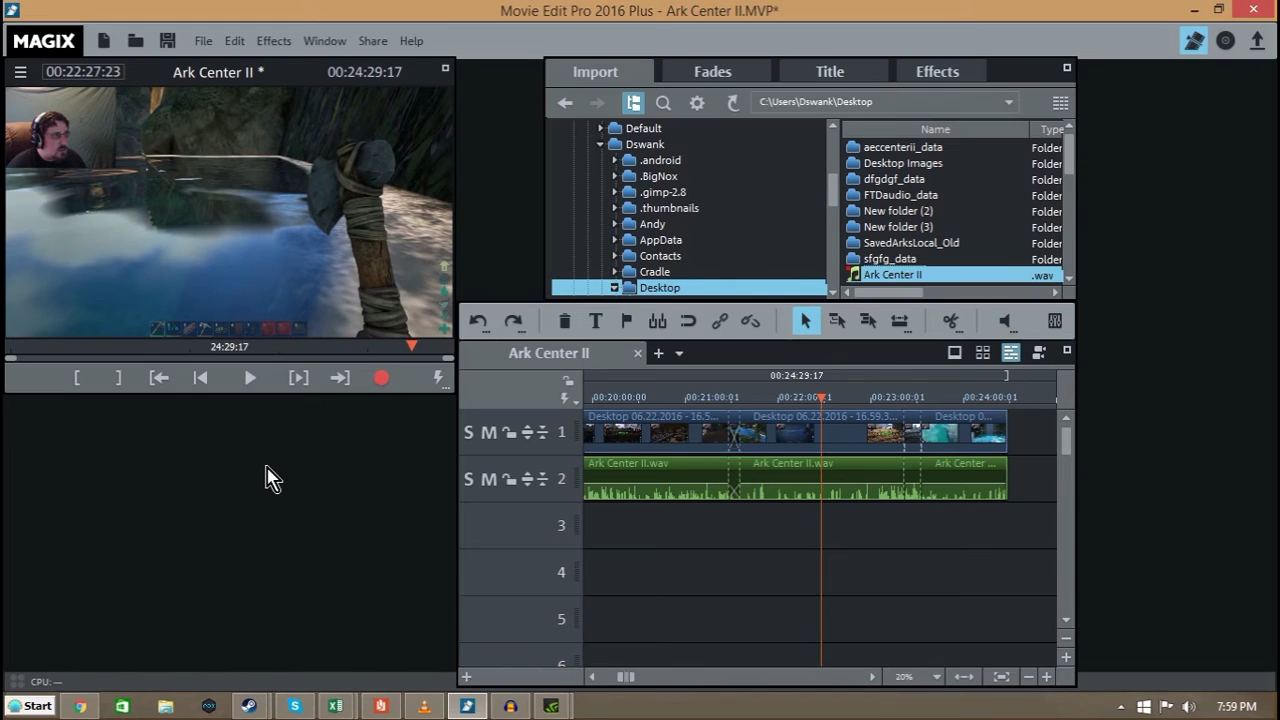 Movie Edit Pro 2016 Plus - Ark Center II.MVP*
MAGIX
File Edit Effects Window Share Help
00:22:27:23 Ark Center II * 00:24:29:17
24:29:17
Import Fades Title Effects
C:\Users\Dswank\Desktop
Default
Dswank
.android
.BigNox
.gimp-2.8
.thumbnails
Andy
AppData
Contacts
Cradle
Desktop
Name Type
aeccenterii_data Folder
Desktop Images Folder
dfgdgf_data Folder
FTDaudio_data Folder
New folder (2) Folder
New folder (3) Folder
SavedArksLocal_Old Folder
sfgfg_data Folder
Ark Center II .wav
Ark Center II
00:24:29:17
00:20:00:01 00:21:00:01 00:23:00:01 00:24:00:01
S M 1
Desktop 06.22.2016 - 16.5... Desktop 06.22.2016 - 16.59.3... Desktop 0...
S M 2
Ark Center II.wav Ark Center II.wav Ark Center ...
3
4
5
6
20%
CPU: —
Start
7:59 PM